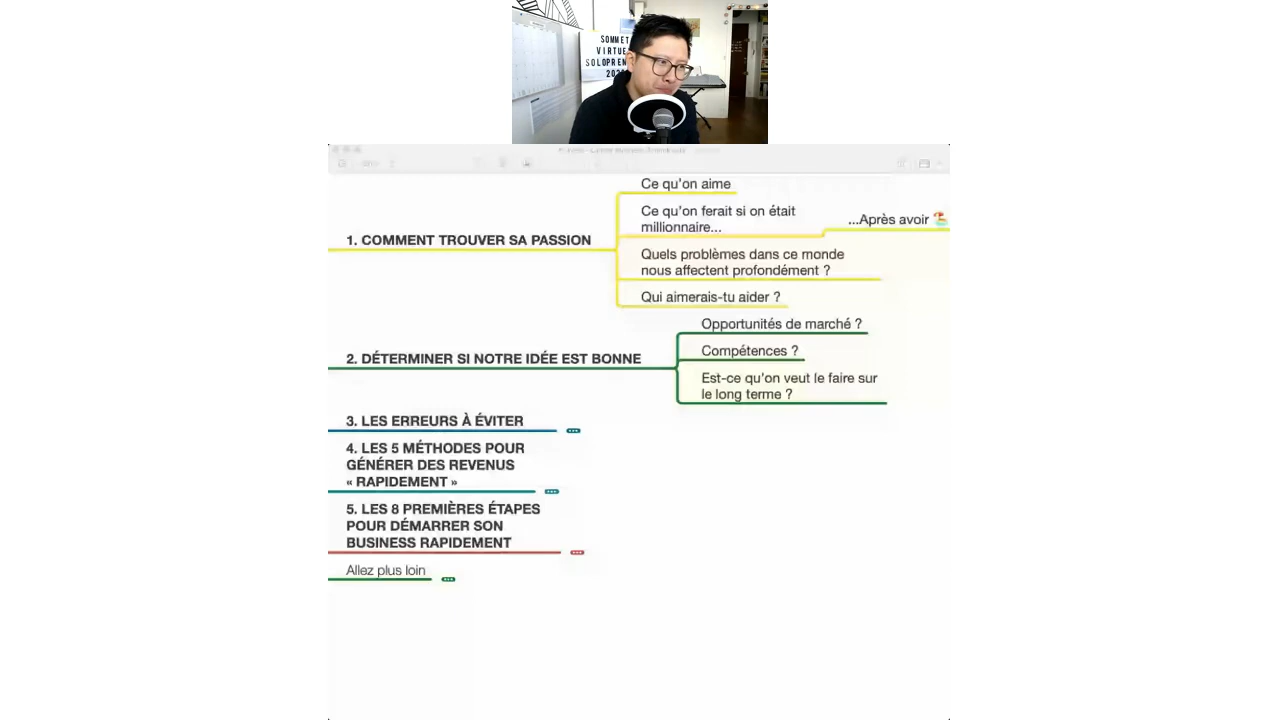 SOMMET
VIRTUE
SOLOPREN
Ce qu'on aime
Ce qu'on ferait si on était
millionnaire...
...Après avoir
1. COMMENT TROUVER SA PASSION
Quels problèmes dans ce monde
nous affectent profondément ?
Qui aimerais-tu aider ?
Opportunités de marché ?
Compétences ?
2. DÉTERMINER SI NOTRE IDÉE EST BONNE
Est-ce qu'on veut le faire sur
le long terme ?
3. LES ERREURS À ÉVITER
4. LES 5 MÉTHODES POUR
GÉNÉRER DES REVENUS
« RAPIDEMENT »
5. LES 8 PREMIÈRES ÉTAPES
POUR DÉMARRER SON
BUSINESS RAPIDEMENT
Allez plus loin